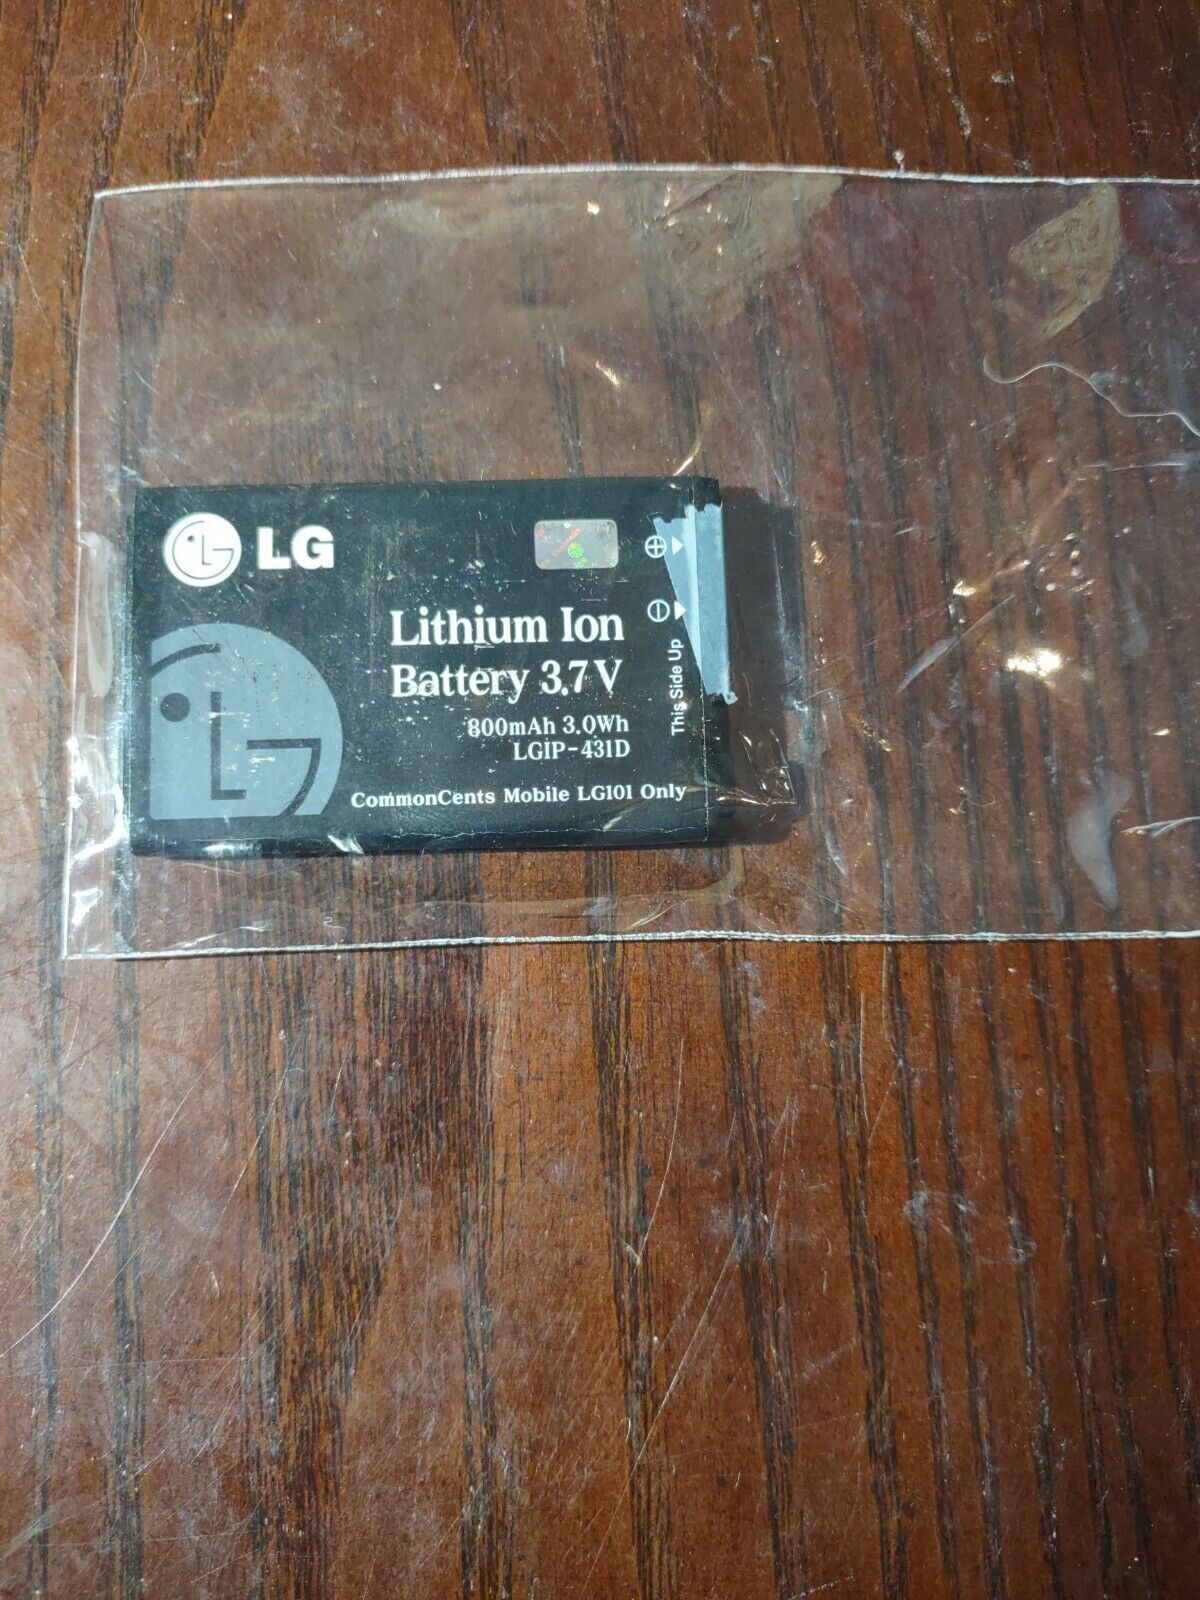 LG
Lithium Ion
Battery 3.7V
800mAh 3.0Wh
LGIP-431D
CommonCents Mobile LG101 Only
This Side Up